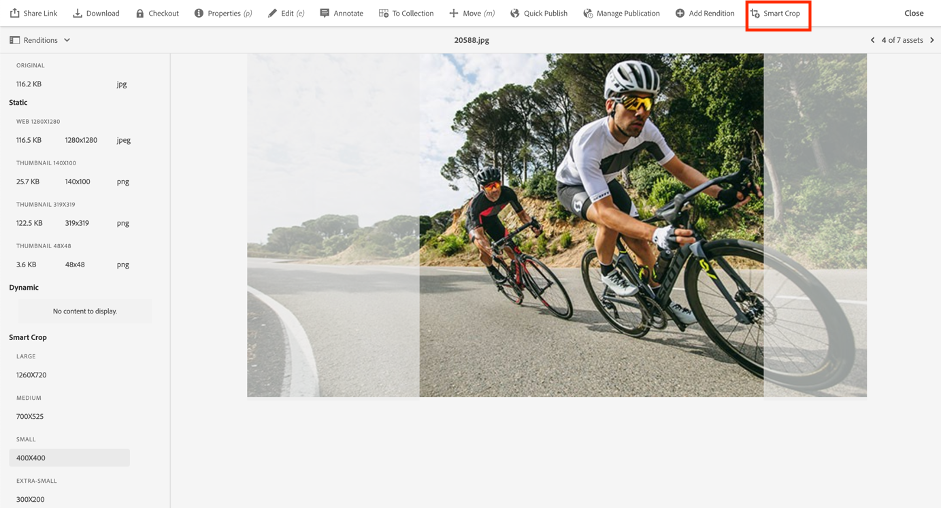 Share Link Download Checkout Properties (p) Edit (e) Annotate To Collection Move (m) Quick Publish Manage Publication Add Rendition Smart Crop Close
Renditions 20588.jpg 4 of 7 assets
ORIGINAL
116.2 KB jpg
Static
WEB 1280X1280
116.5 KB 1280x1280 jpeg
THUMBNAIL 140X100
25.7 KB 140x100 png
THUMBNAIL 319X319
122.5 KB 319x319 png
THUMBNAIL 48X48
3.6 KB 48x48 png
Dynamic
No content to display.
Smart Crop
LARGE
1260X720
MEDIUM
700X525
SMALL
400X400
EXTRA-SMALL
300X200